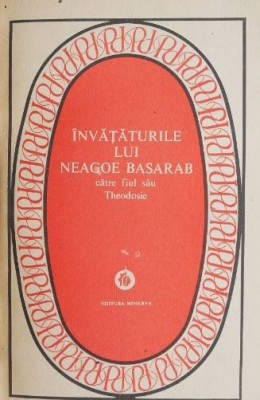 ÎNVĂȚĂTURILE
LUI
NEAGOE BASARAB
către fiul său
Theodosie
EDITURA MINERVA